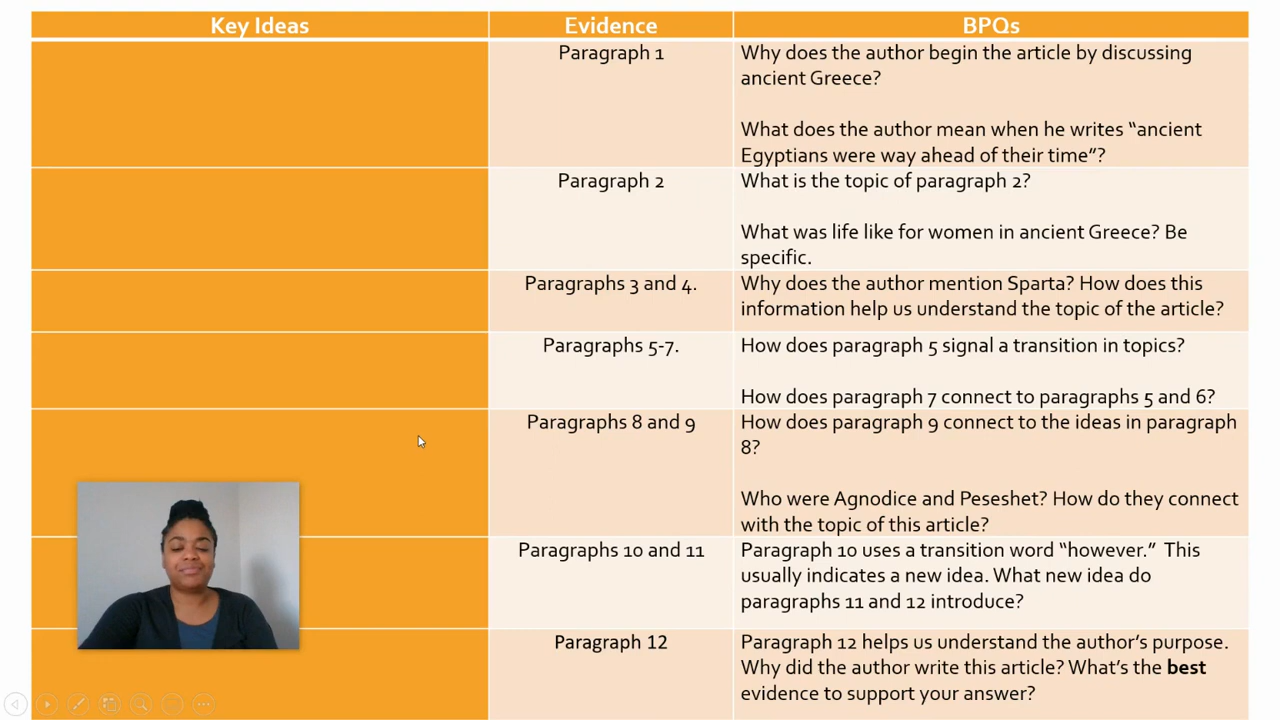 Key Ideas Evidence BPQs
Paragraph 1
Why does the author begin the article by discussing
ancient Greece?
What does the author mean when he writes “ancient
Egyptians were way ahead of their time”?
Paragraph 2
What is the topic of paragraph 2?
What was life like for women in ancient Greece? Be
specific.
Paragraphs 3 and 4.
Why does the author mention Sparta? How does this
information help us understand the topic of the article?
Paragraphs 5-7.
How does paragraph 5 signal a transition in topics?
How does paragraph 7 connect to paragraphs 5 and 6?
Paragraphs 8 and 9
How does paragraph 9 connect to the ideas in paragraph
8?
Who were Agnodice and Peseshet? How do they connect
with the topic of this article?
Paragraphs 10 and 11
Paragraph 10 uses a transition word “however.”  This
usually indicates a new idea. What new idea do
paragraphs 11 and 12 introduce?
Paragraph 12
Paragraph 12 helps us understand the author’s purpose.
Why did the author write this article? What’s the best
evidence to support your answer?